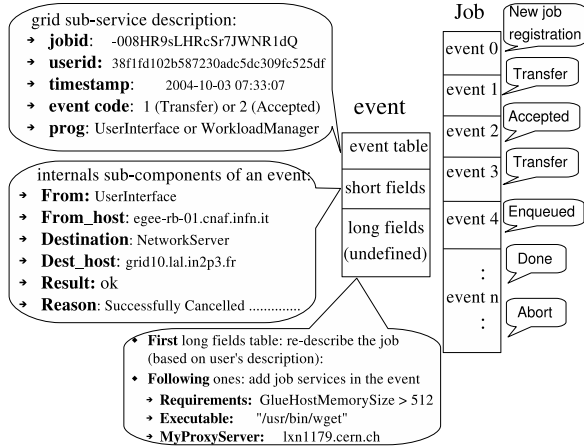 grid sub-service description:
jobid: -008HR9sLHRcSr7JWNR1dQ
userid: 38f1fd102b587230adc5dc309fc525df
timestamp: 2004-10-03 07:33:07
event code: 1 (Transfer) or 2 (Accepted)
prog: UserInterface or WorkloadManager
internals sub-components of an event:
From: UserInterface
From_host: egee-rb-01.cnaf.infn.it
Destination: NetworkServer
Dest_host: grid10.lal.in2p3.fr
Result: ok
Reason: Successfully Cancelled .............
event
event table
short fields
long fields
(undefined)
First long fields table: re-describe the job
(based on user's description):
Following ones: add job services in the event
Requirements: GlueHostMemorySize > 512
Executable: "/usr/bin/wget"
MyProxyServer: lxn1179.cern.ch
Job
event 0
event 1
event 2
event 3
event 4
:
event n
:
New job
registration
Transfer
Accepted
Transfer
Enqueued
Done
Abort